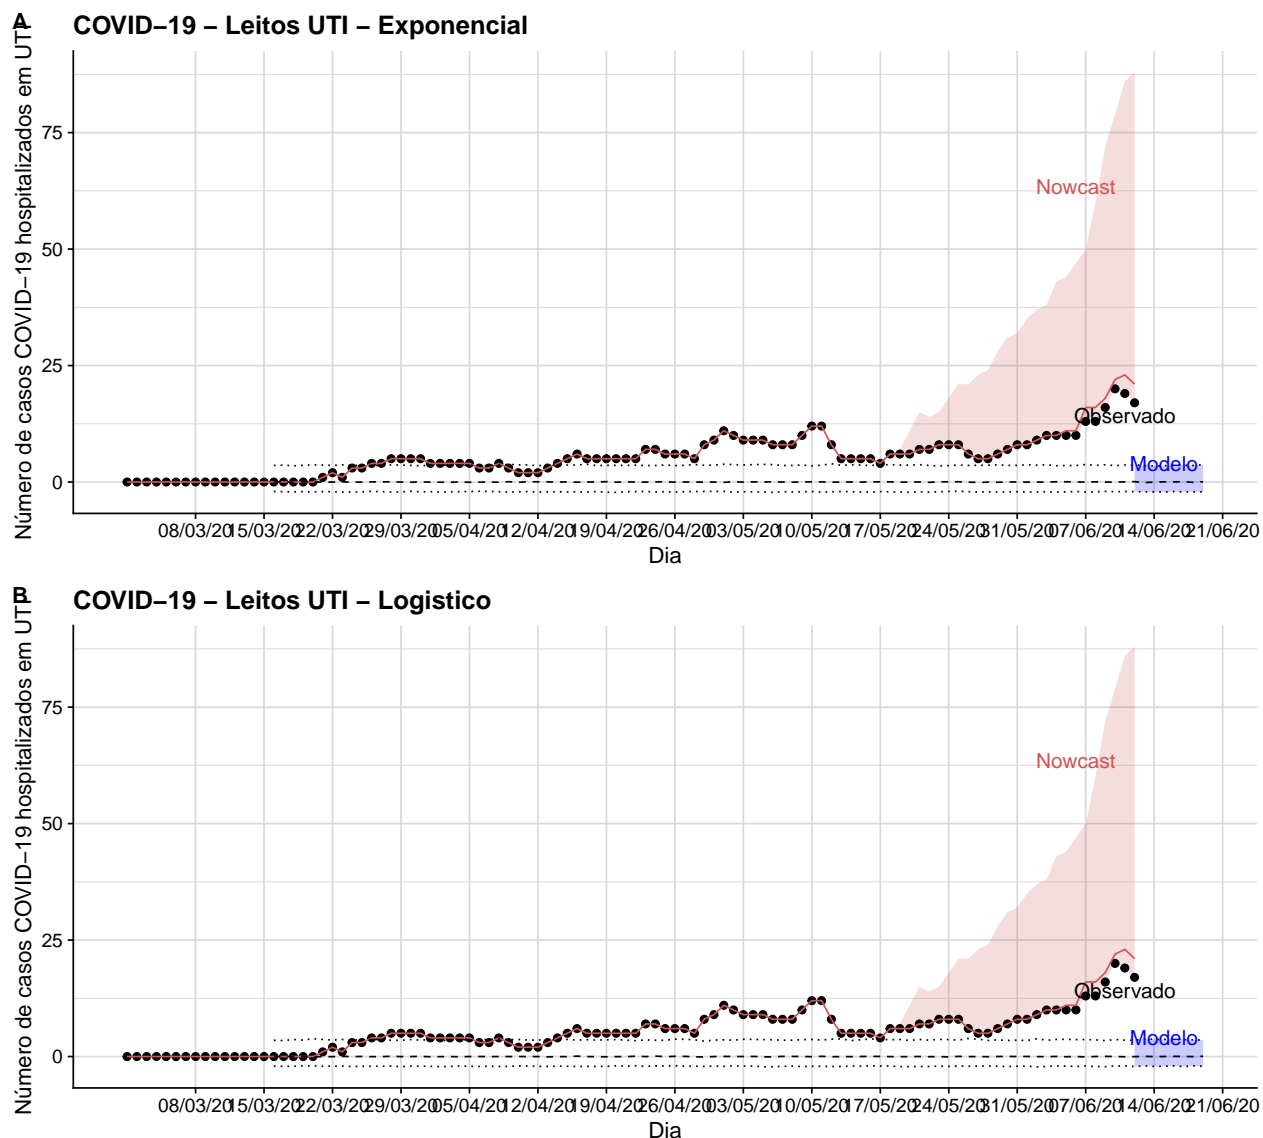 A
COVID−19 − Leitos UTI − Exponencial
Número de casos COVID−19 hospitalizados em UTI
75
50
25
0
Nowcast
Observado
Modelo
08/03/20 15/03/20 22/03/20 29/03/20 05/04/20 12/04/20 19/04/20 26/04/20 03/05/20 10/05/20 17/05/20 24/05/20 31/05/20 07/06/20 14/06/20 21/06/20
Dia
B
COVID−19 − Leitos UTI − Logistico
Número de casos COVID−19 hospitalizados em UTI
75
50
25
0
Nowcast
Observado
Modelo
08/03/20 15/03/20 22/03/20 29/03/20 05/04/20 12/04/20 19/04/20 26/04/20 03/05/20 10/05/20 17/05/20 24/05/20 31/05/20 07/06/20 14/06/20 21/06/20
Dia